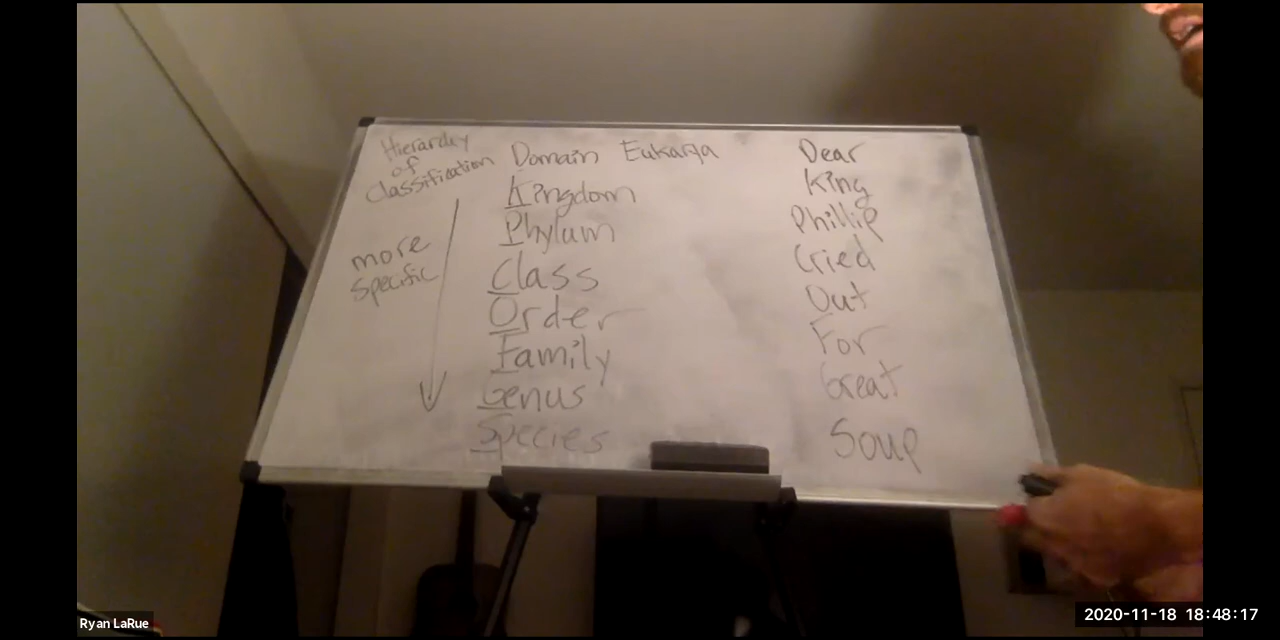 Hierarchy
of
Classification
more
specific
Domain Eukarya
Kingdom
Phylum
Class
Order
Family
Genus
Species
Dear
King
Phillip
Cried
Out
For
Great
Soup
Ryan LaRue
2020-11-18 18:48:17